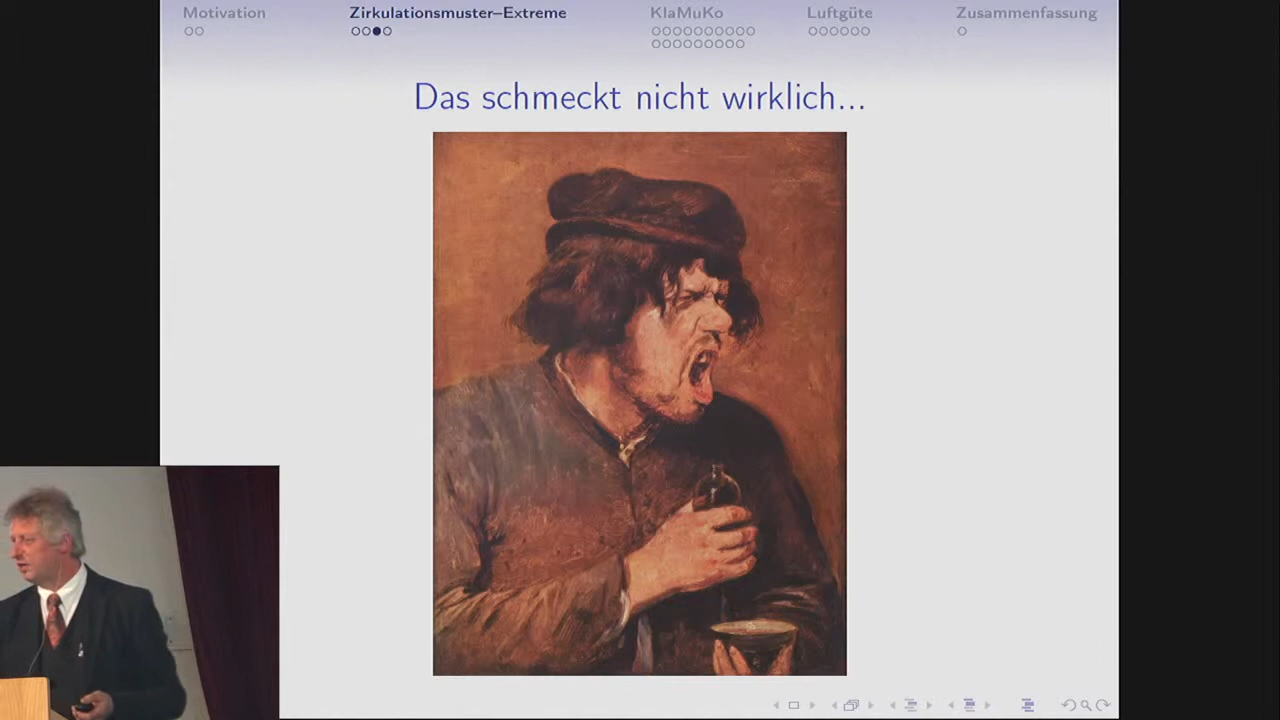 Motivation
Zirkulationsmuster–Extreme
KlaMuKo
Luftgüte
Zusammenfassung
Das schmeckt nicht wirklich...